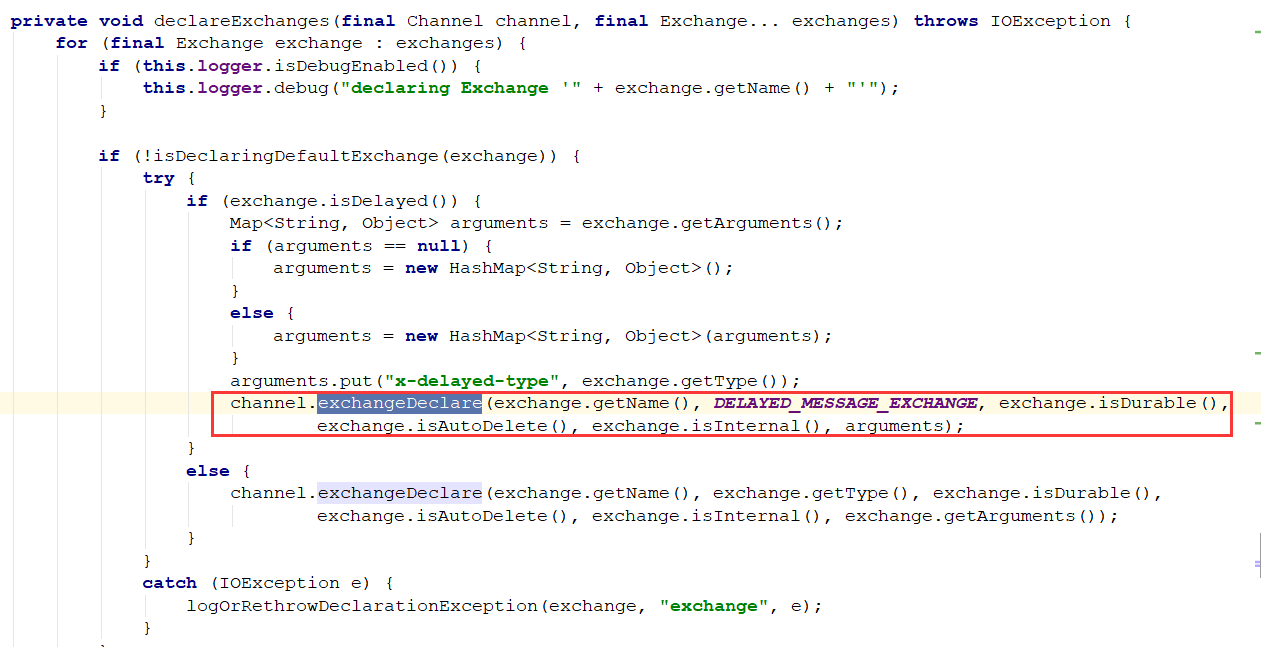 private void declareExchanges(final Channel channel, final Exchange... exchanges) throws IOException {
for (final Exchange exchange : exchanges) {
if (this.logger.isDebugEnabled()) {
this.logger.debug("declaring Exchange '" + exchange.getName() + "'");
}
if (!isDeclaringDefaultExchange(exchange)) {
try {
if (exchange.isDelayed()) {
Map<String, Object> arguments = exchange.getArguments();
if (arguments == null) {
arguments = new HashMap<String, Object>();
}
else {
arguments = new HashMap<String, Object>(arguments);
}
arguments.put("x-delayed-type", exchange.getType());
channel.exchangeDeclare(exchange.getName(), DELAYED_MESSAGE_EXCHANGE, exchange.isDurable(),
exchange.isAutoDelete(), exchange.isInternal(), arguments);
}
else {
channel.exchangeDeclare(exchange.getName(), exchange.getType(), exchange.isDurable(),
exchange.isAutoDelete(), exchange.isInternal(), exchange.getArguments());
}
}
catch (IOException e) {
logOrRethrowDeclarationException(exchange, "exchange", e);
}